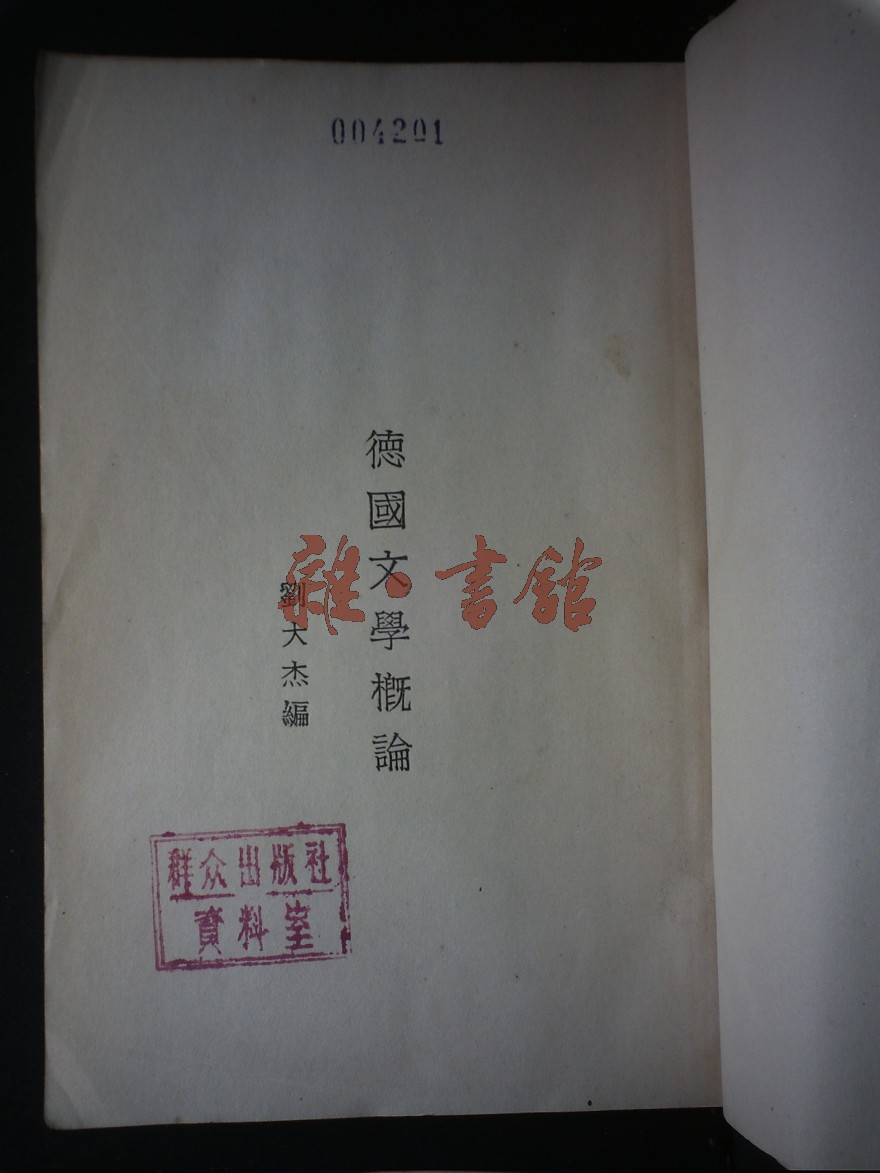 004201
德國文學概論
劉大杰編
雜·書館
群众出版社
資料室